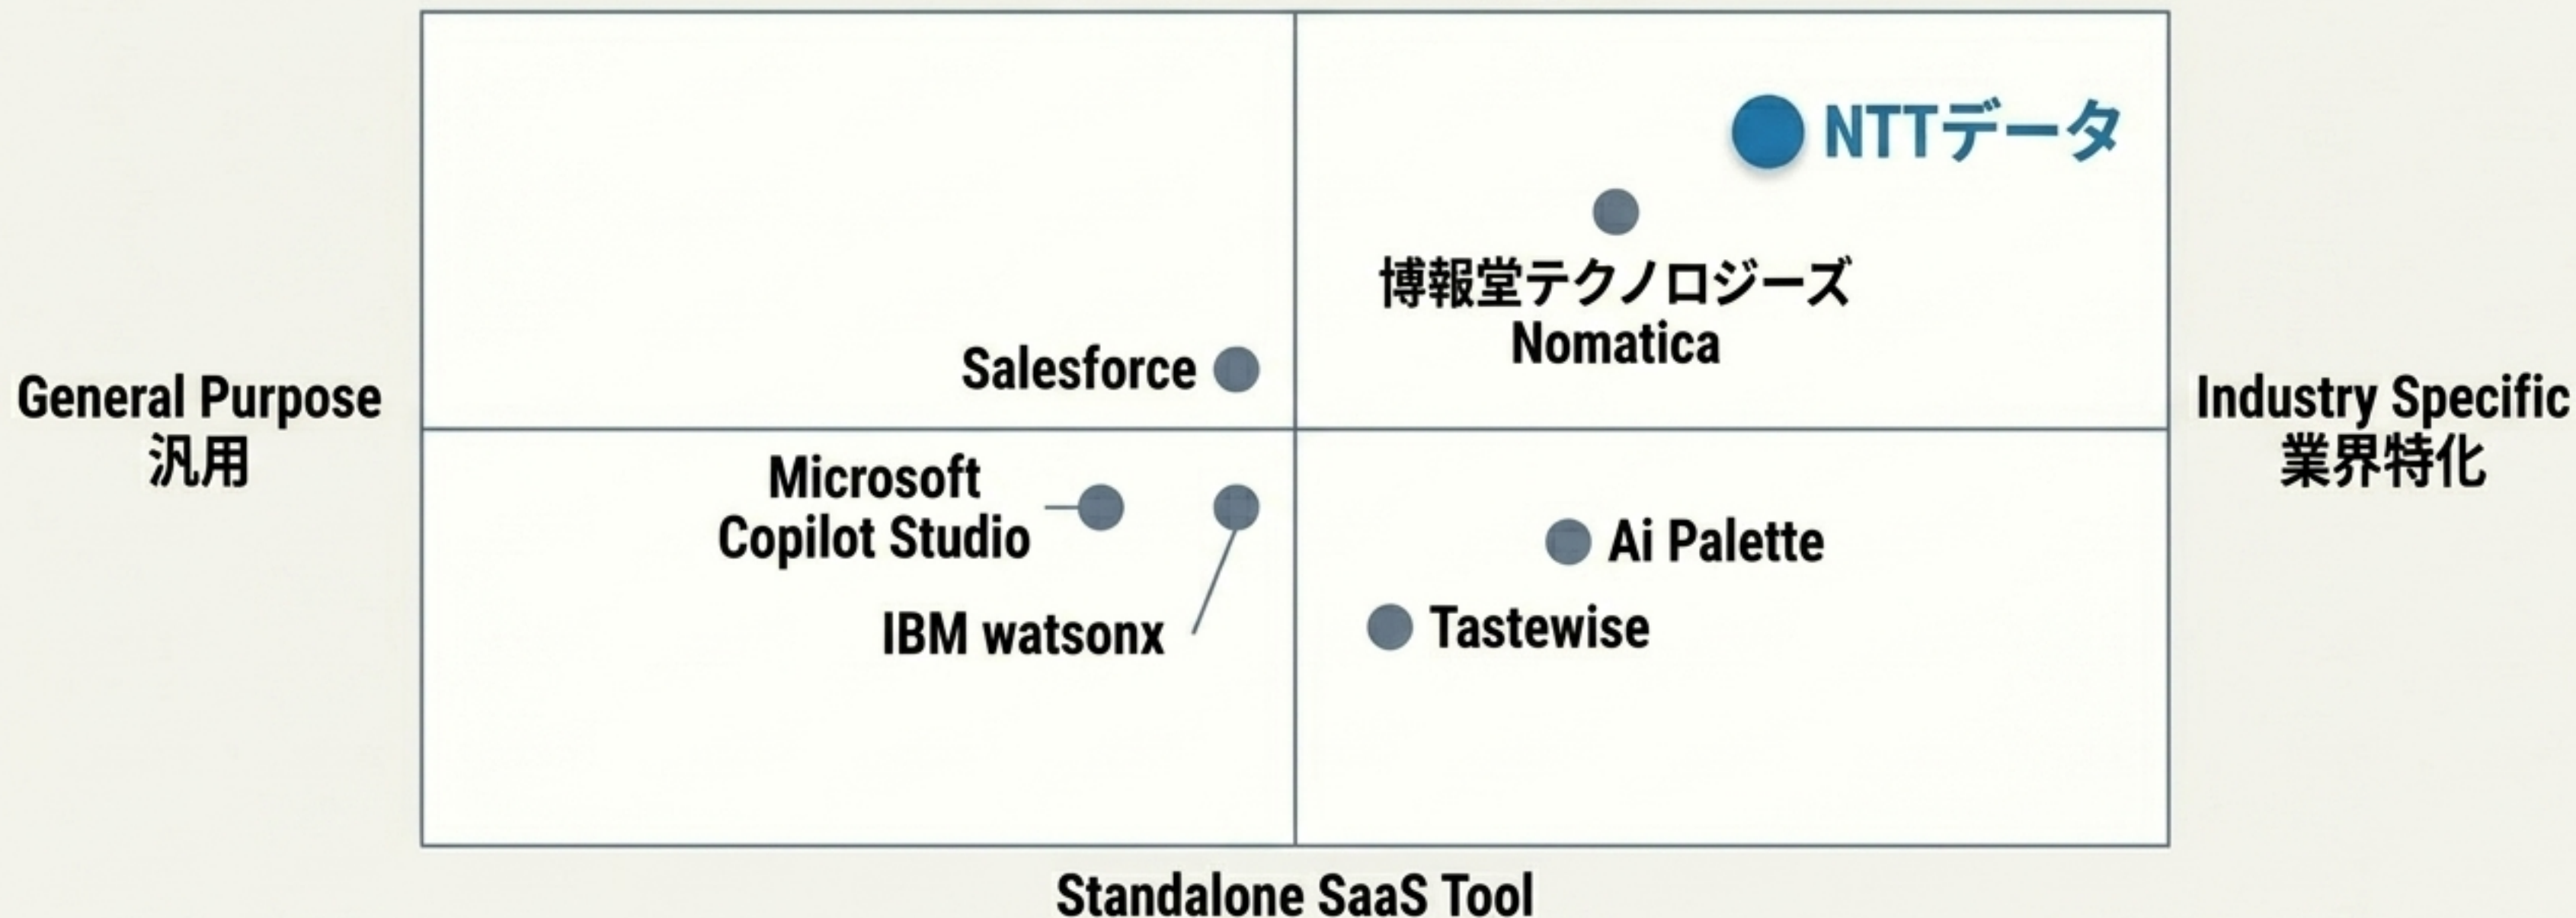 NTTデータ
博報堂テクノロジーズ
Nomatica
Salesforce
General Purpose
汎用
Industry Specific
業界特化
Microsoft
Copilot Studio
IBM watsonx
Ai Palette
Tastewise
Standalone SaaS Tool